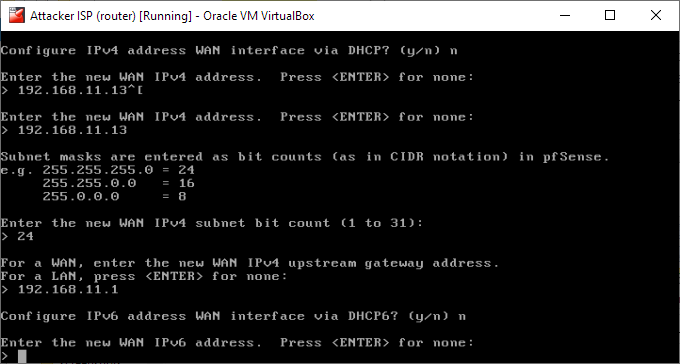 Attacker ISP (router) [Running] - Oracle VM VirtualBox
Configure IPv4 address WAN interface via DHCP? (y/n) n
Enter the new WAN IPv4 address.  Press <ENTER> for none:
> 192.168.11.13^[
Enter the new WAN IPv4 address.  Press <ENTER> for none:
> 192.168.11.13
Subnet masks are entered as bit counts (as in CIDR notation) in pfSense.
e.g. 255.255.255.0 = 24
     255.255.0.0   = 16
     255.0.0.0     = 8
Enter the new WAN IPv4 subnet bit count (1 to 31):
> 24
For a WAN, enter the new WAN IPv4 upstream gateway address.
For a LAN, press <ENTER> for none:
> 192.168.11.1
Configure IPv6 address WAN interface via DHCP6? (y/n) n
Enter the new WAN IPv6 address.  Press <ENTER> for none:
>